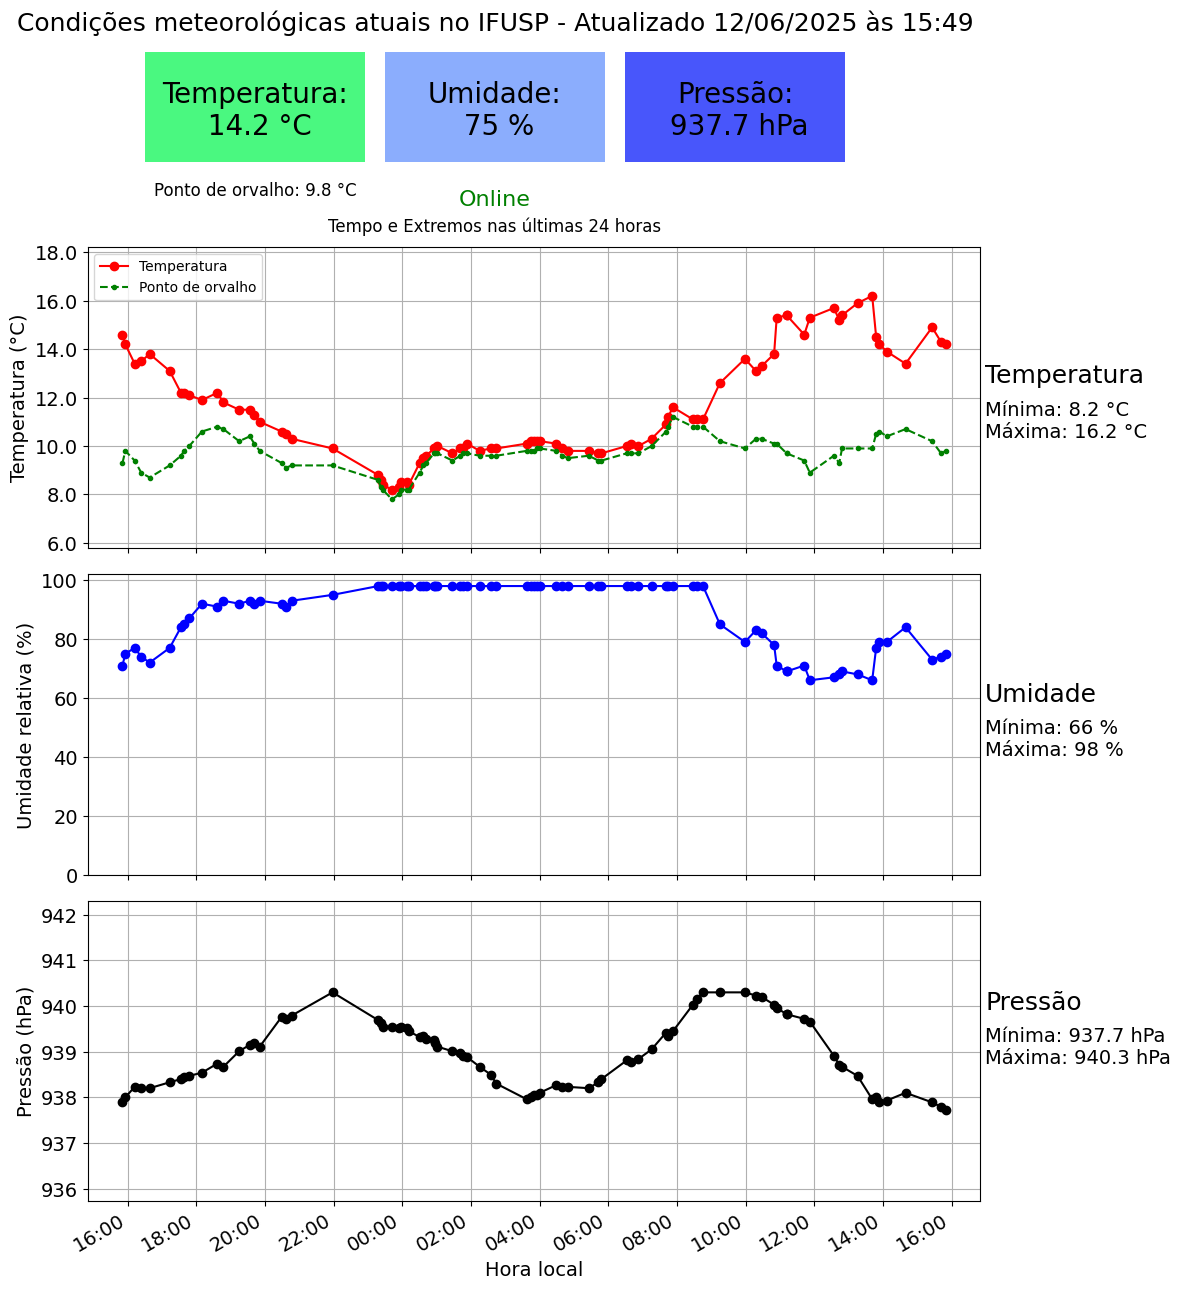 Condições meteorológicas atuais no IFUSP - Atualizado 12/06/2025 às 15:49
Temperatura:
14.2 °C
Umidade:
75 %
Pressão:
937.7 hPa
Ponto de orvalho: 9.8 °C
Online
Tempo e Extremos nas últimas 24 horas
Temperatura (°C)
18.0
16.0
14.0
12.0
10.0
8.0
6.0
Temperatura
Ponto de orvalho
Temperatura
Mínima: 8.2 °C
Máxima: 16.2 °C
Umidade relativa (%)
100
80
60
40
20
0
Umidade
Mínima: 66 %
Máxima: 98 %
Pressão (hPa)
942
941
940
939
938
937
936
Pressão
Mínima: 937.7 hPa
Máxima: 940.3 hPa
16:00 18:00 20:00 22:00 00:00 02:00 04:00 06:00 08:00 10:00 12:00 14:00 16:00
Hora local